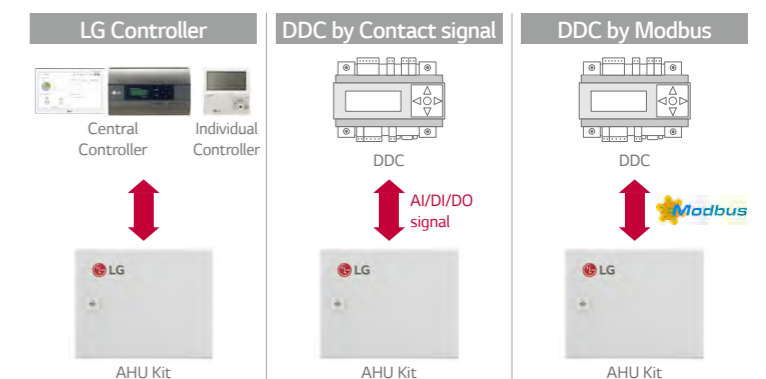 LG Controller
Central
Controller
Individual
Controller
LG
AHU Kit
DDC by Contact signal
DDC
AI/DI/DO
signal
LG
AHU Kit
DDC by Modbus
DDC
Modbus
LG
AHU Kit